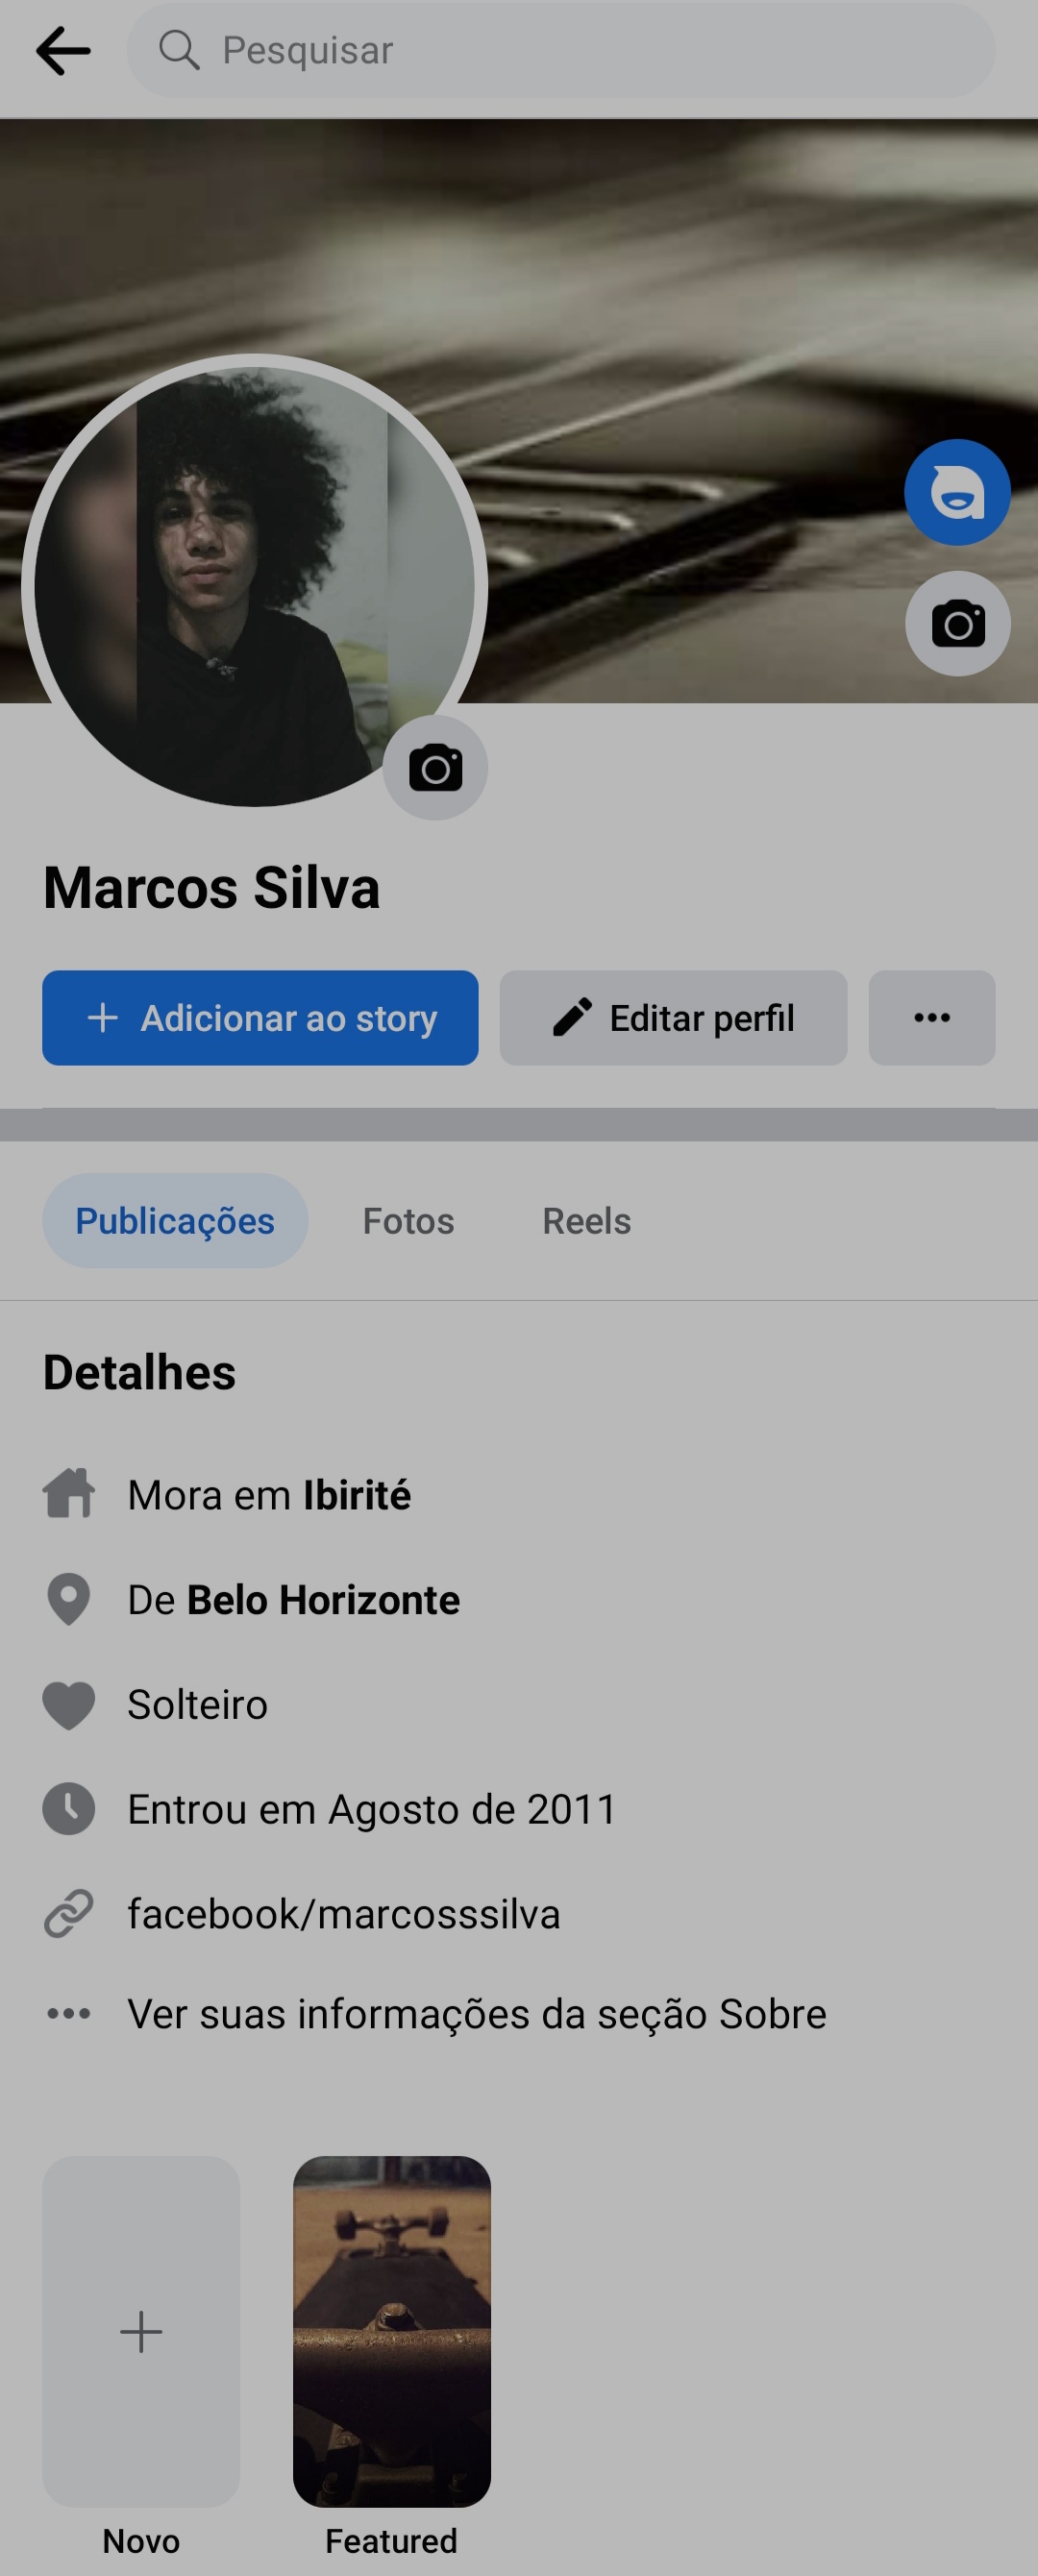 Pesquisar
Marcos Silva
Adicionar ao story
Editar perfil
Publicações
Fotos
Reels
Detalhes
Mora em Ibirité
De Belo Horizonte
Solteiro
Entrou em Agosto de 2011
facebook/marcosssilva
Ver suas informações da seção Sobre
Novo
Featured